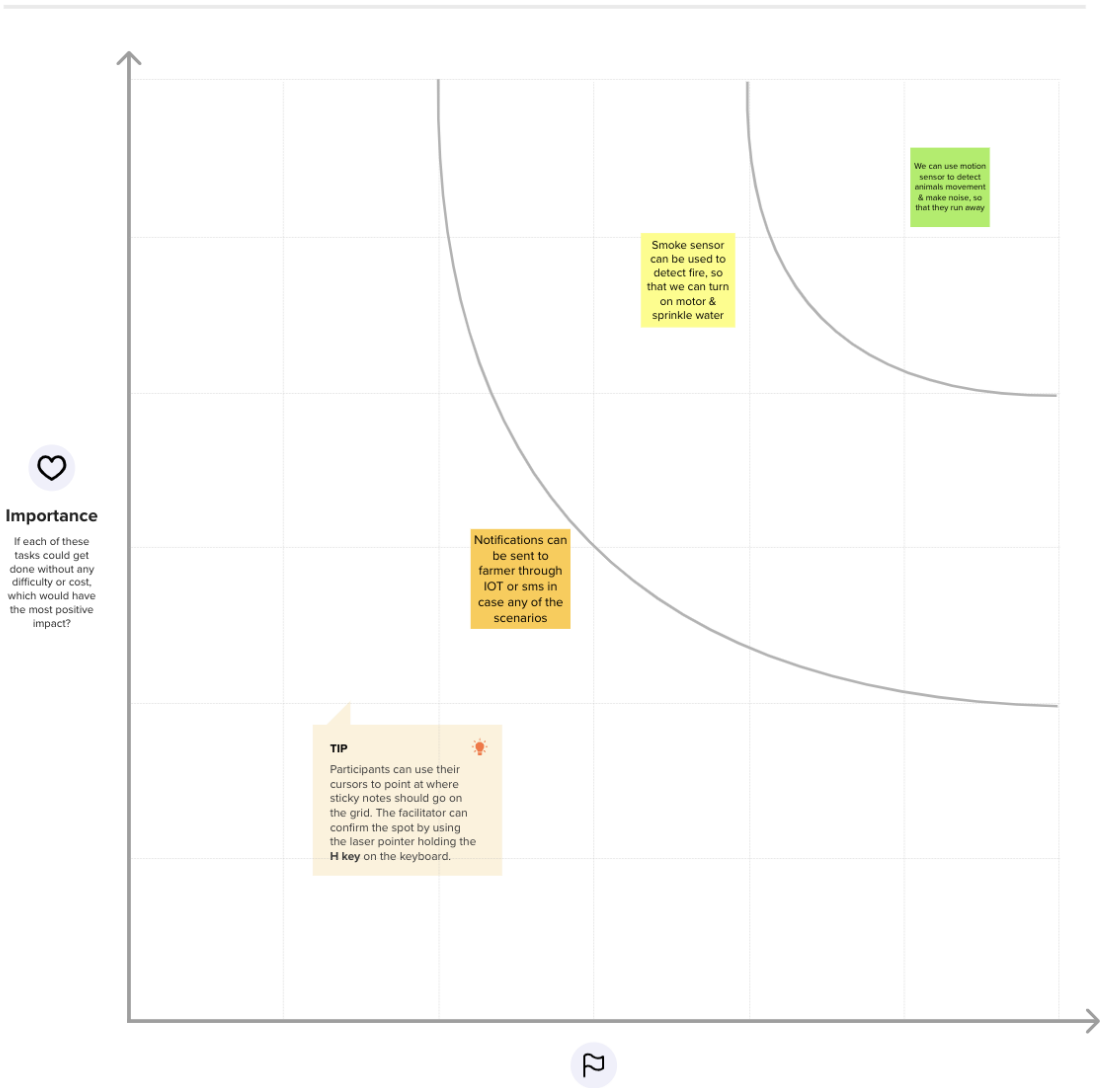 We can use motion
sensor to detect
animals movement
& make noise, so
that they run away
Smoke sensor
can be used to
detect fire, so
that we can turn
on motor &
sprinkle water
Importance
If each of these
tasks could get
done without any
difficulty or cost,
which would have
the most positive
impact?
Notifications can
be sent to
farmer through
IOT or sms in
case any of the
scenarios
TIP
Participants can use their
cursors to point at where
sticky notes should go on
the grid. The facilitator can
confirm the spot by using
the laser pointer holding the
H key on the keyboard.